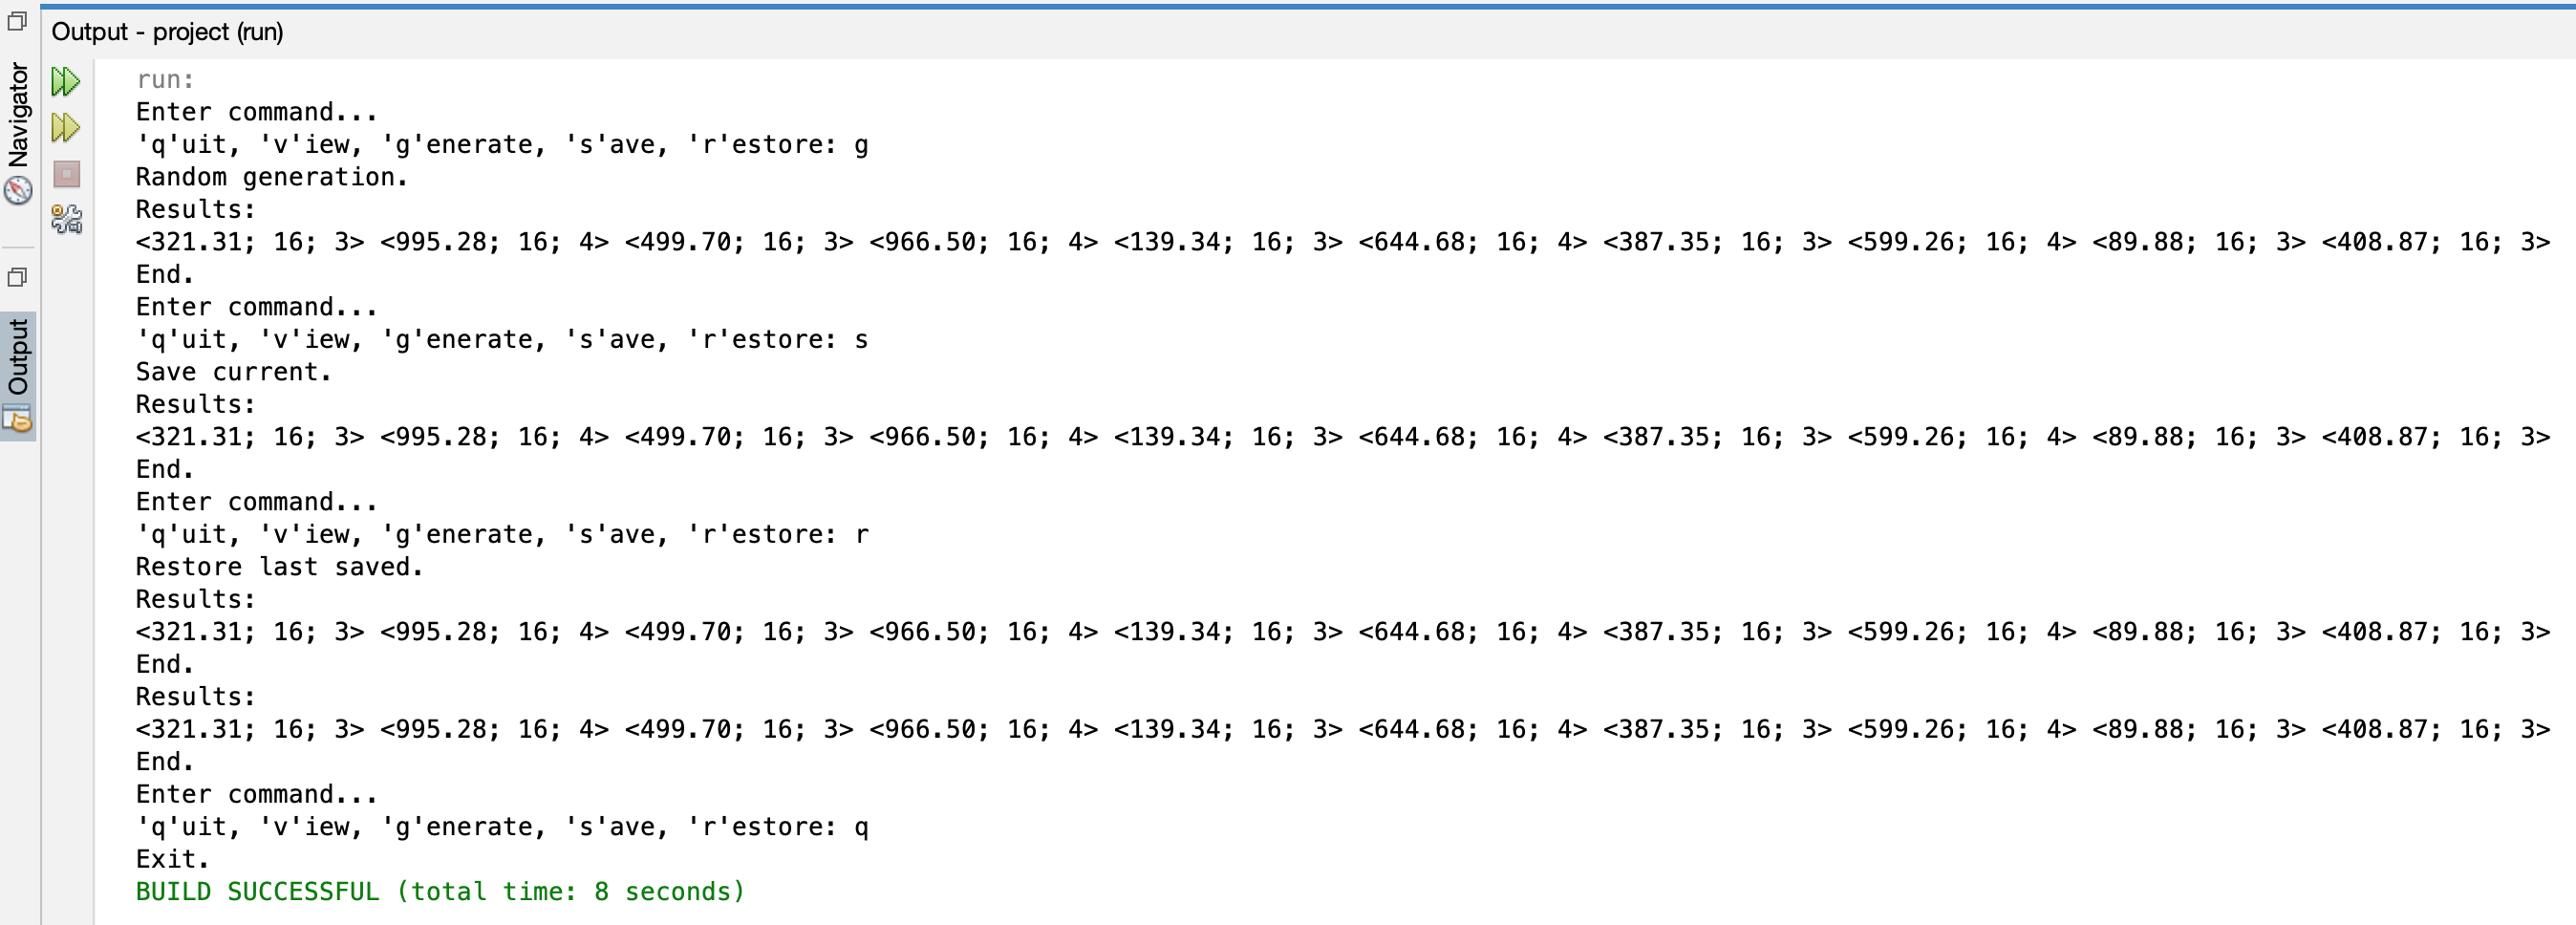 Output - project (run)
Navigator
Output
run:
Enter command...
'q'uit, 'v'iew, 'g'enerate, 's'ave, 'r'estore: g
Random generation.
Results:
<321.31; 16; 3> <995.28; 16; 4> <499.70; 16; 3> <966.50; 16; 4> <139.34; 16; 3> <644.68; 16; 4> <387.35; 16; 3> <599.26; 16; 4> <89.88; 16; 3> <408.87; 16; 3>
End.
Enter command...
'q'uit, 'v'iew, 'g'enerate, 's'ave, 'r'estore: s
Save current.
Results:
<321.31; 16; 3> <995.28; 16; 4> <499.70; 16; 3> <966.50; 16; 4> <139.34; 16; 3> <644.68; 16; 4> <387.35; 16; 3> <599.26; 16; 4> <89.88; 16; 3> <408.87; 16; 3>
End.
Enter command...
'q'uit, 'v'iew, 'g'enerate, 's'ave, 'r'estore: r
Restore last saved.
Results:
<321.31; 16; 3> <995.28; 16; 4> <499.70; 16; 3> <966.50; 16; 4> <139.34; 16; 3> <644.68; 16; 4> <387.35; 16; 3> <599.26; 16; 4> <89.88; 16; 3> <408.87; 16; 3>
End.
Results:
<321.31; 16; 3> <995.28; 16; 4> <499.70; 16; 3> <966.50; 16; 4> <139.34; 16; 3> <644.68; 16; 4> <387.35; 16; 3> <599.26; 16; 4> <89.88; 16; 3> <408.87; 16; 3>
End.
Enter command...
'q'uit, 'v'iew, 'g'enerate, 's'ave, 'r'estore: q
Exit.
BUILD SUCCESSFUL (total time: 8 seconds)